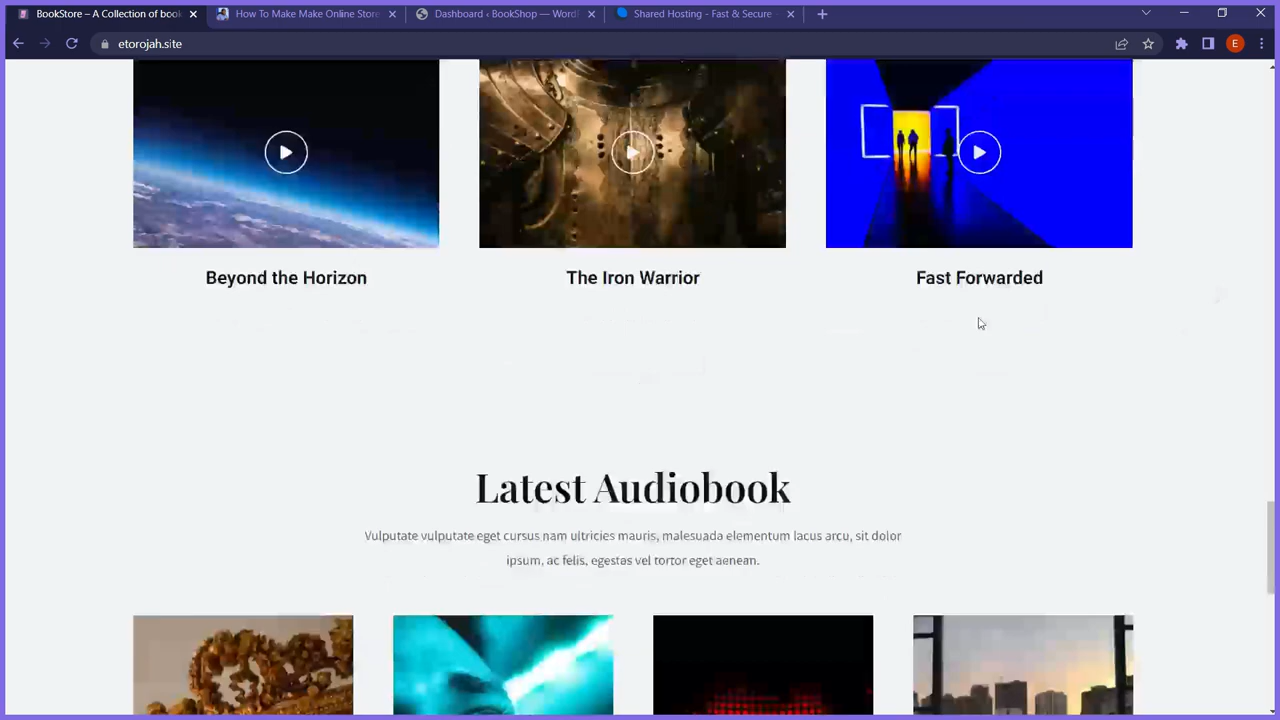 BookStore – A Collection of book
How To Make Make Online Store
Dashboard ‹ BookShop — Word
Shared Hosting - Fast & Secure -
etorojah.site
E
Beyond the Horizon
The Iron Warrior
Fast Forwarded
Latest Audiobook
Vulputate vulputate eget cursus nam ultricies mauris, malesuada elementum lacus arcu, sit dolor
ipsum, ac felis, egestas vel tortor eget aenean.